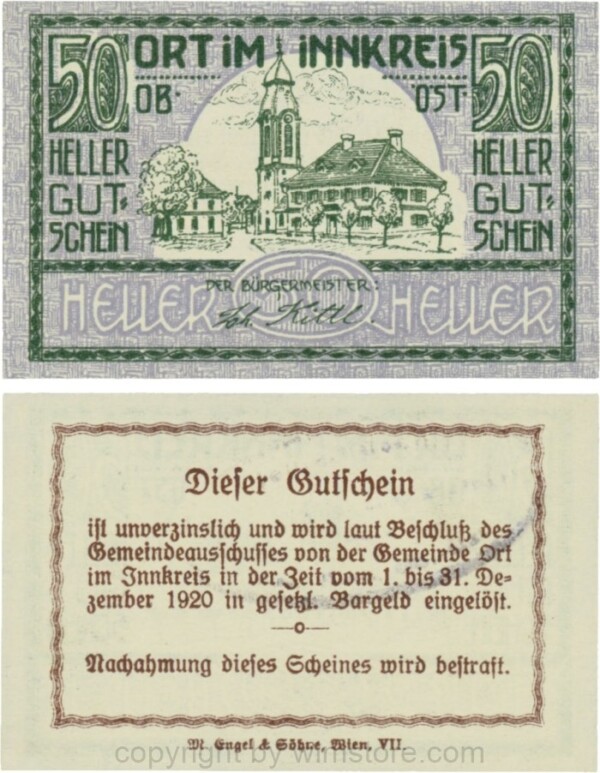 50 ORT iM iNNKREiS 50
OB· ÖST·
HELLER
GUT=
SCHEiN
HELLER
GUT=
SCHEiN
DER BÜRGERMEISTER:
HELLER 50 HELLER
Joh. Kittl.
Dieser Gutschein
ist unverzinslich und wird laut Beschluß des
Gemeindeausschusses von der Gemeinde Ort
im Innkreis in der Zeit vom 1. bis 31. De=
zember 1920 in gesetzl. Bargeld eingelöst.
Nachahmung dieses Scheines wird bestraft.
M. Engel & Söhne, Wien, VII.
copyright by wimstore.com